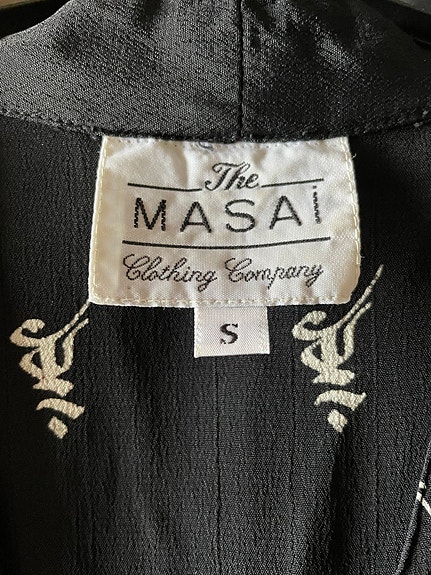 The
MASAi
Clothing Company
S